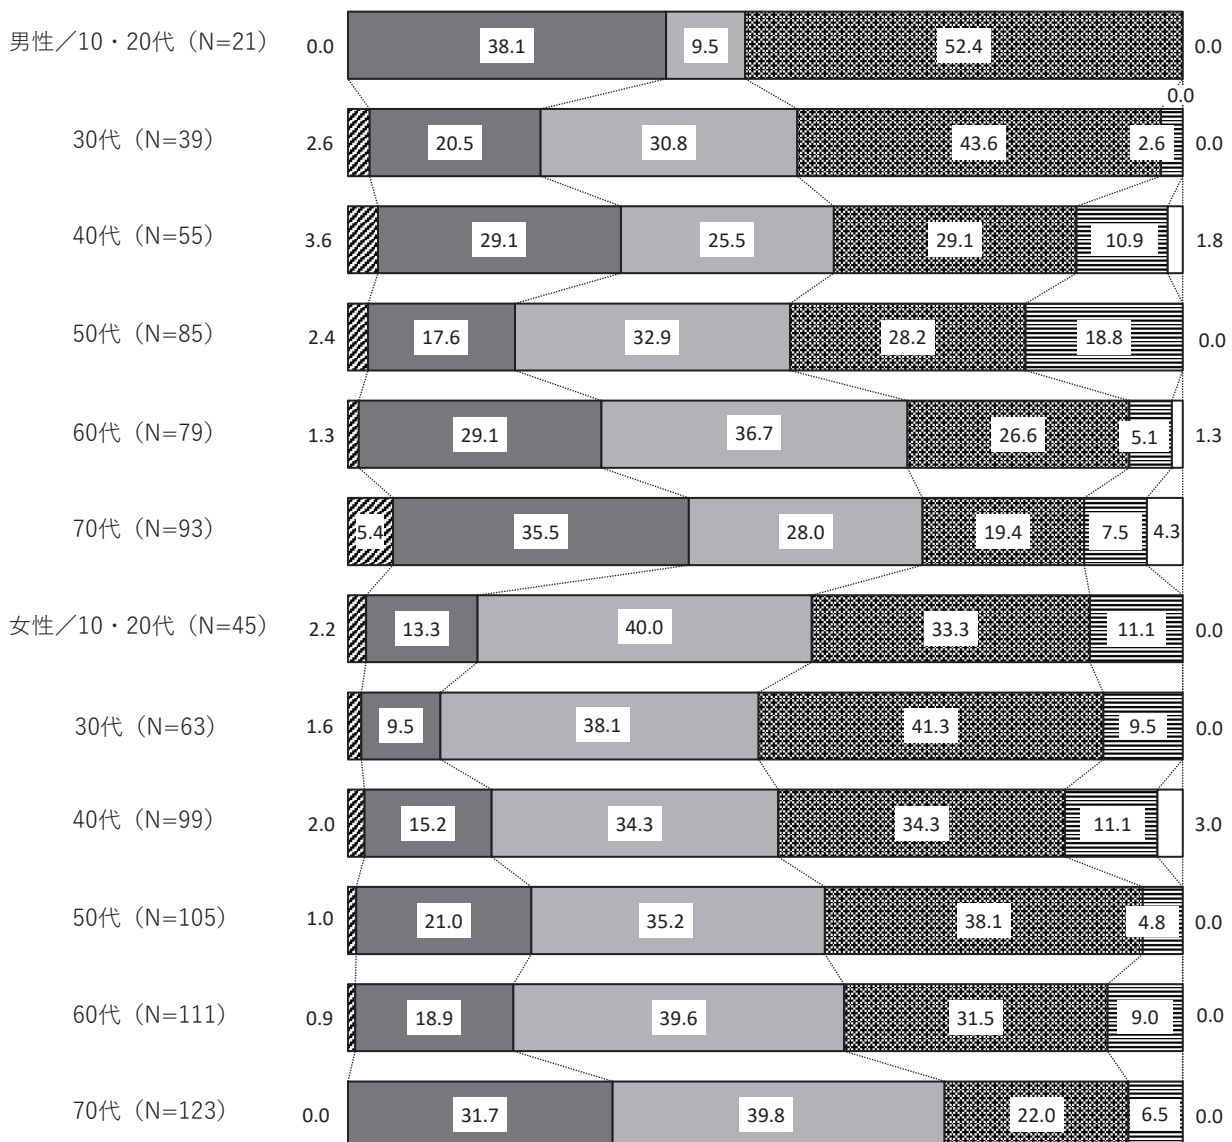 男性／10・20代（N=21） 0.0 38.1 9.5 52.4 0.0
0.0
30代（N=39） 2.6 20.5 30.8 43.6 2.6 0.0
40代（N=55） 3.6 29.1 25.5 29.1 10.9 1.8
50代（N=85） 2.4 17.6 32.9 28.2 18.8 0.0
60代（N=79） 1.3 29.1 36.7 26.6 5.1 1.3
70代（N=93） 5.4 35.5 28.0 19.4 7.5 4.3
女性／10・20代（N=45） 2.2 13.3 40.0 33.3 11.1 0.0
30代（N=63） 1.6 9.5 38.1 41.3 9.5 0.0
40代（N=99） 2.0 15.2 34.3 34.3 11.1 3.0
50代（N=105） 1.0 21.0 35.2 38.1 4.8 0.0
60代（N=111） 0.9 18.9 39.6 31.5 9.0 0.0
70代（N=123） 0.0 31.7 39.8 22.0 6.5 0.0